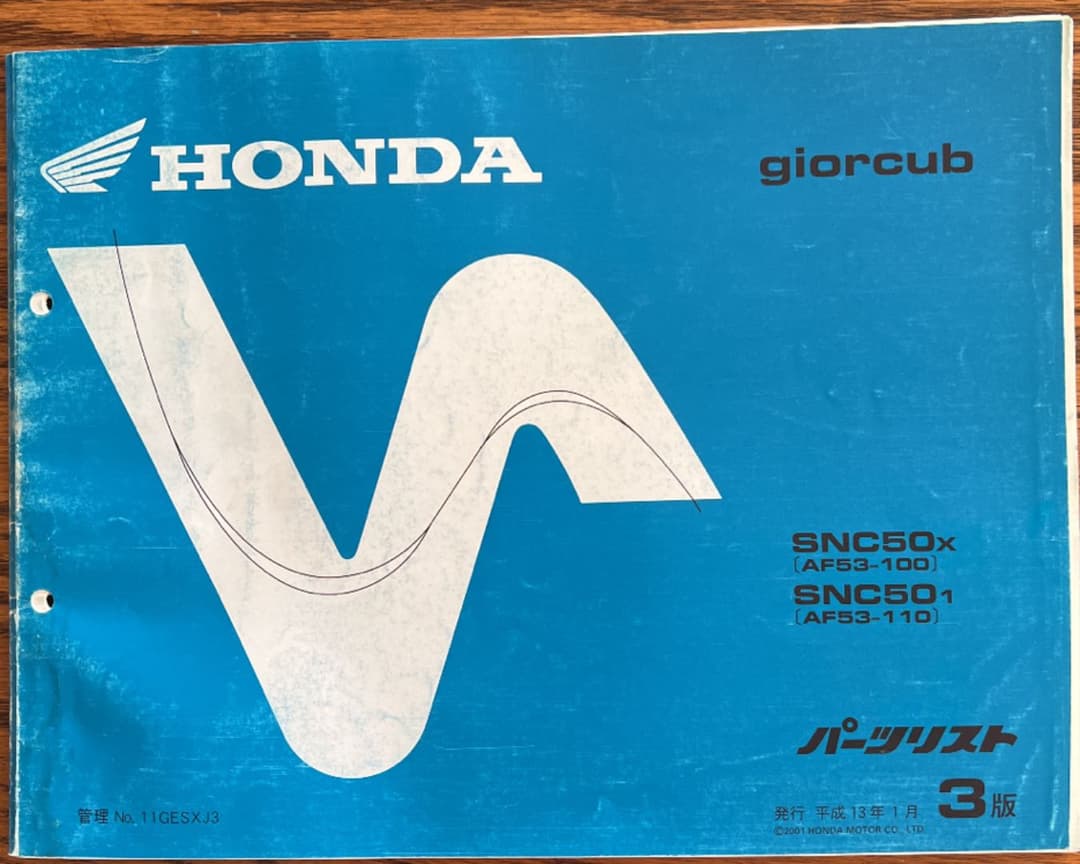 HONDA
giorcub
SNC50X
〔AF53-100〕
SNC501
〔AF53-110〕
パーツリスト
3版
管理 No. 11GESXJ3
発行 平成 13年 1月
©2001 HONDA MOTOR CO., LTD.